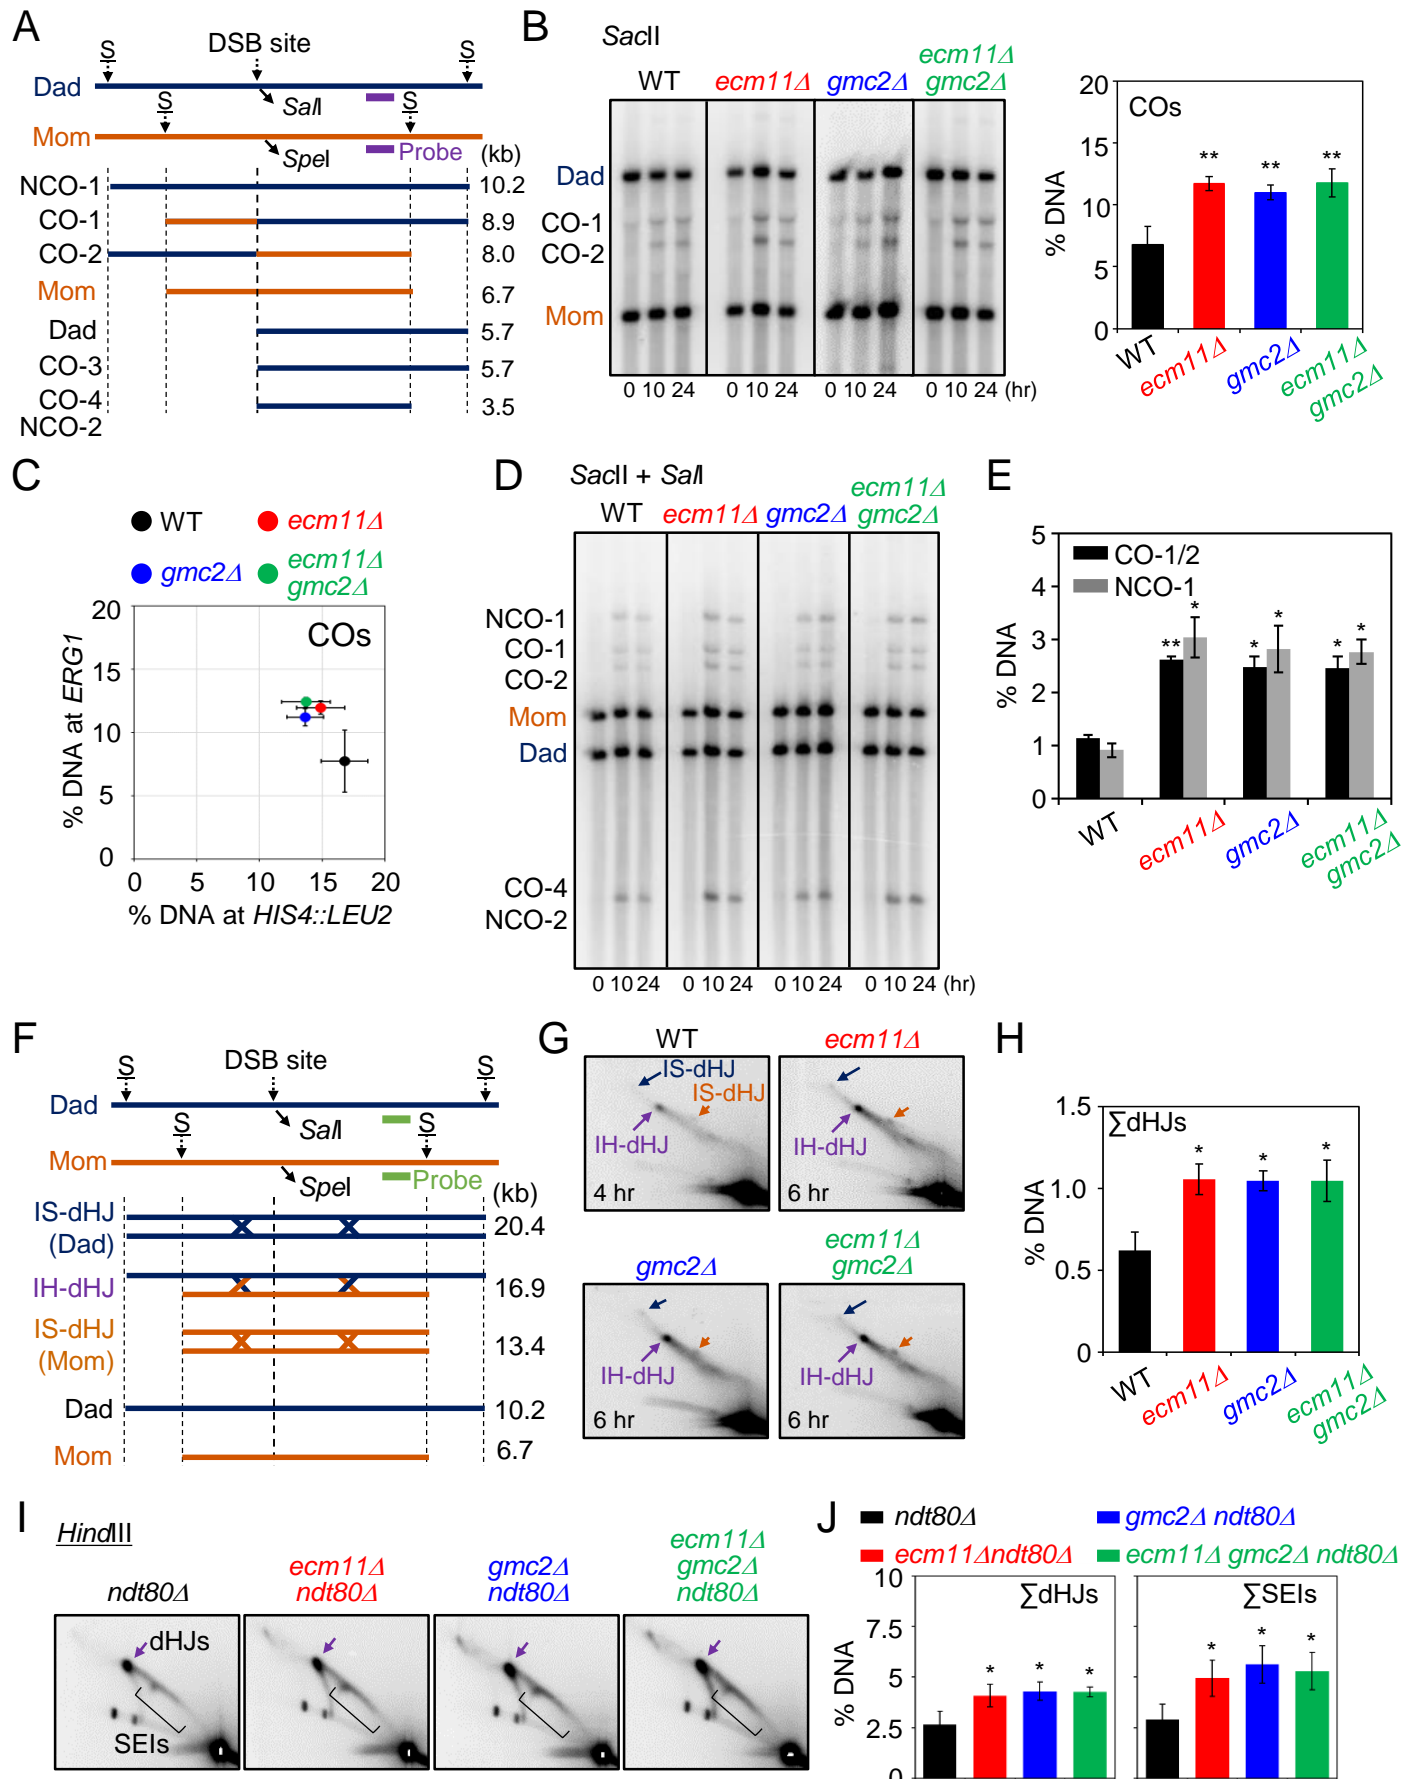 A
DSB site
S
S
Dad
SalI
S
S
Mom
SpeI
Probe
(kb)
NCO-1
10.2
CO-1
8.9
CO-2
8.0
Mom
6.7
Dad
5.7
CO-3
5.7
CO-4
3.5
NCO-2
B
SacII
WT
ecm11Δ
gmc2Δ
ecm11Δ
gmc2Δ
Dad
CO-1
CO-2
Mom
0 10 24
0 10 24
0 10 24
0 10 24 (hr)
20
15
10
5
0
% DNA
COs
**
**
**
WT
ecm11Δ
gmc2Δ
ecm11Δ
gmc2Δ
C
WT
ecm11Δ
gmc2Δ
ecm11Δ
gmc2Δ
20
15
10
5
0
% DNA at ERG1
COs
0 5 10 15 20
% DNA at HIS4::LEU2
D
SacII + SalI
WT
ecm11Δ
gmc2Δ
ecm11Δ
gmc2Δ
NCO-1
CO-1
CO-2
Mom
Dad
CO-4
NCO-2
0 10 24
0 10 24
0 10 24
0 10 24 (hr)
E
5
4
3
2
1
0
% DNA
CO-1/2
NCO-1
**
*
*
*
*
*
WT
ecm11Δ
gmc2Δ
ecm11Δ
gmc2Δ
F
DSB site
S
S
Dad
SalI
S
S
Mom
SpeI
Probe
(kb)
IS-dHJ
(Dad)
20.4
IH-dHJ
16.9
IS-dHJ
(Mom)
13.4
Dad
10.2
Mom
6.7
G
WT
IS-dHJ
IS-dHJ
IH-dHJ
4 hr
ecm11Δ
IH-dHJ
6 hr
gmc2Δ
IH-dHJ
6 hr
ecm11Δ
gmc2Δ
IH-dHJ
6 hr
H
1.5
1.0
0.5
0
% DNA
∑dHJs
*
*
*
WT
ecm11Δ
gmc2Δ
ecm11Δ
gmc2Δ
I
HindIII
ndt80Δ
ecm11Δ
ndt80Δ
gmc2Δ
ndt80Δ
ecm11Δ
gmc2Δ
ndt80Δ
dHJs
SEIs
J
ndt80Δ
gmc2Δ ndt80Δ
ecm11Δndt80Δ
ecm11Δ gmc2Δ ndt80Δ
10
7.5
5
2.5
0
% DNA
∑dHJs
*
*
*
∑SEIs
*
*
*